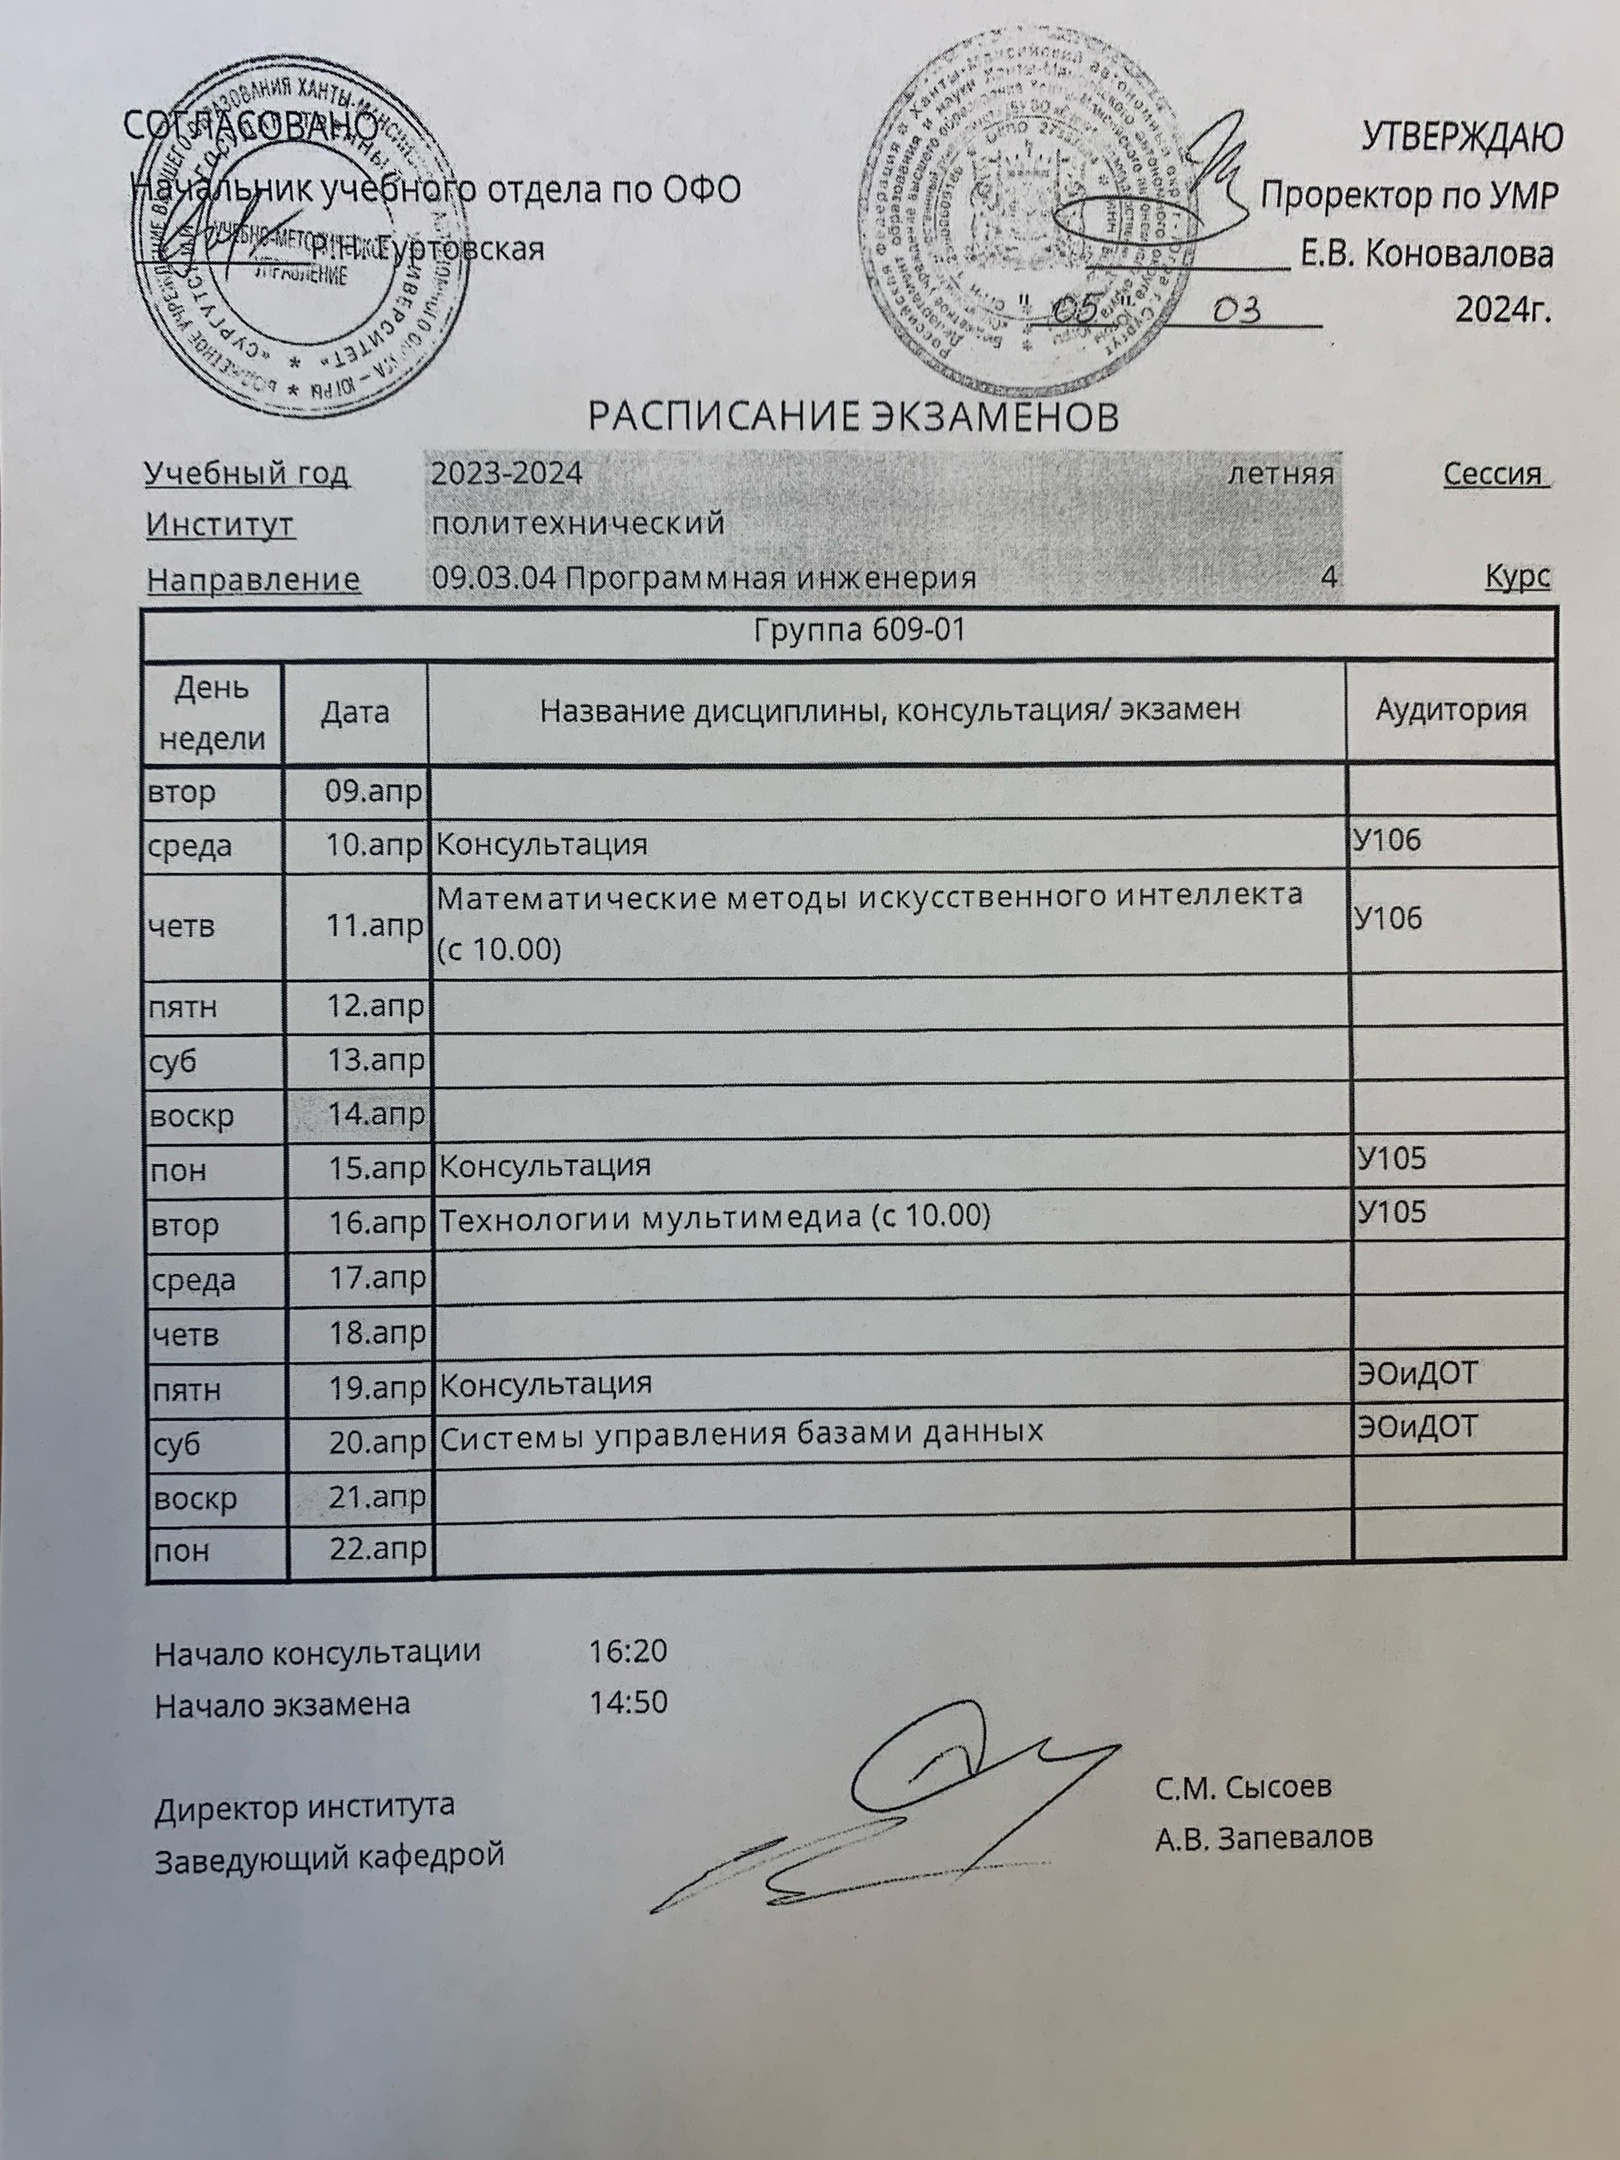 СОГЛАСОВАНО
Начальник учебного отдела по ОФО
Р.Н. Гуртовская
УЧЕБНО-МЕТОДИЧЕСКОЕ
УПРАВЛЕНИЕ
УТВЕРЖДАЮ
Проректор по УМР
Е.В. Коновалова
" 05 " 03 2024г.
РАСПИСАНИЕ ЭКЗАМЕНОВ
Учебный год 2023-2024 летняя Сессия
Институт политехнический
Направление 09.03.04 Программная инженерия 4 Курс
Группа 609-01
День недели Дата Название дисциплины, консультация/ экзамен Аудитория
втор 09.апр
среда 10.апр Консультация У106
четв 11.апр Математические методы искусственного интеллекта (с 10.00) У106
пятн 12.апр
суб 13.апр
воскр 14.апр
пон 15.апр Консультация У105
втор 16.апр Технологии мультимедиа (с 10.00) У105
среда 17.апр
четв 18.апр
пятн 19.апр Консультация ЭОиДОТ
суб 20.апр Системы управления базами данных ЭОиДОТ
воскр 21.апр
пон 22.апр
Начало консультации 16:20
Начало экзамена 14:50
Директор института С.М. Сысоев
Заведующий кафедрой А.В. Запевалов